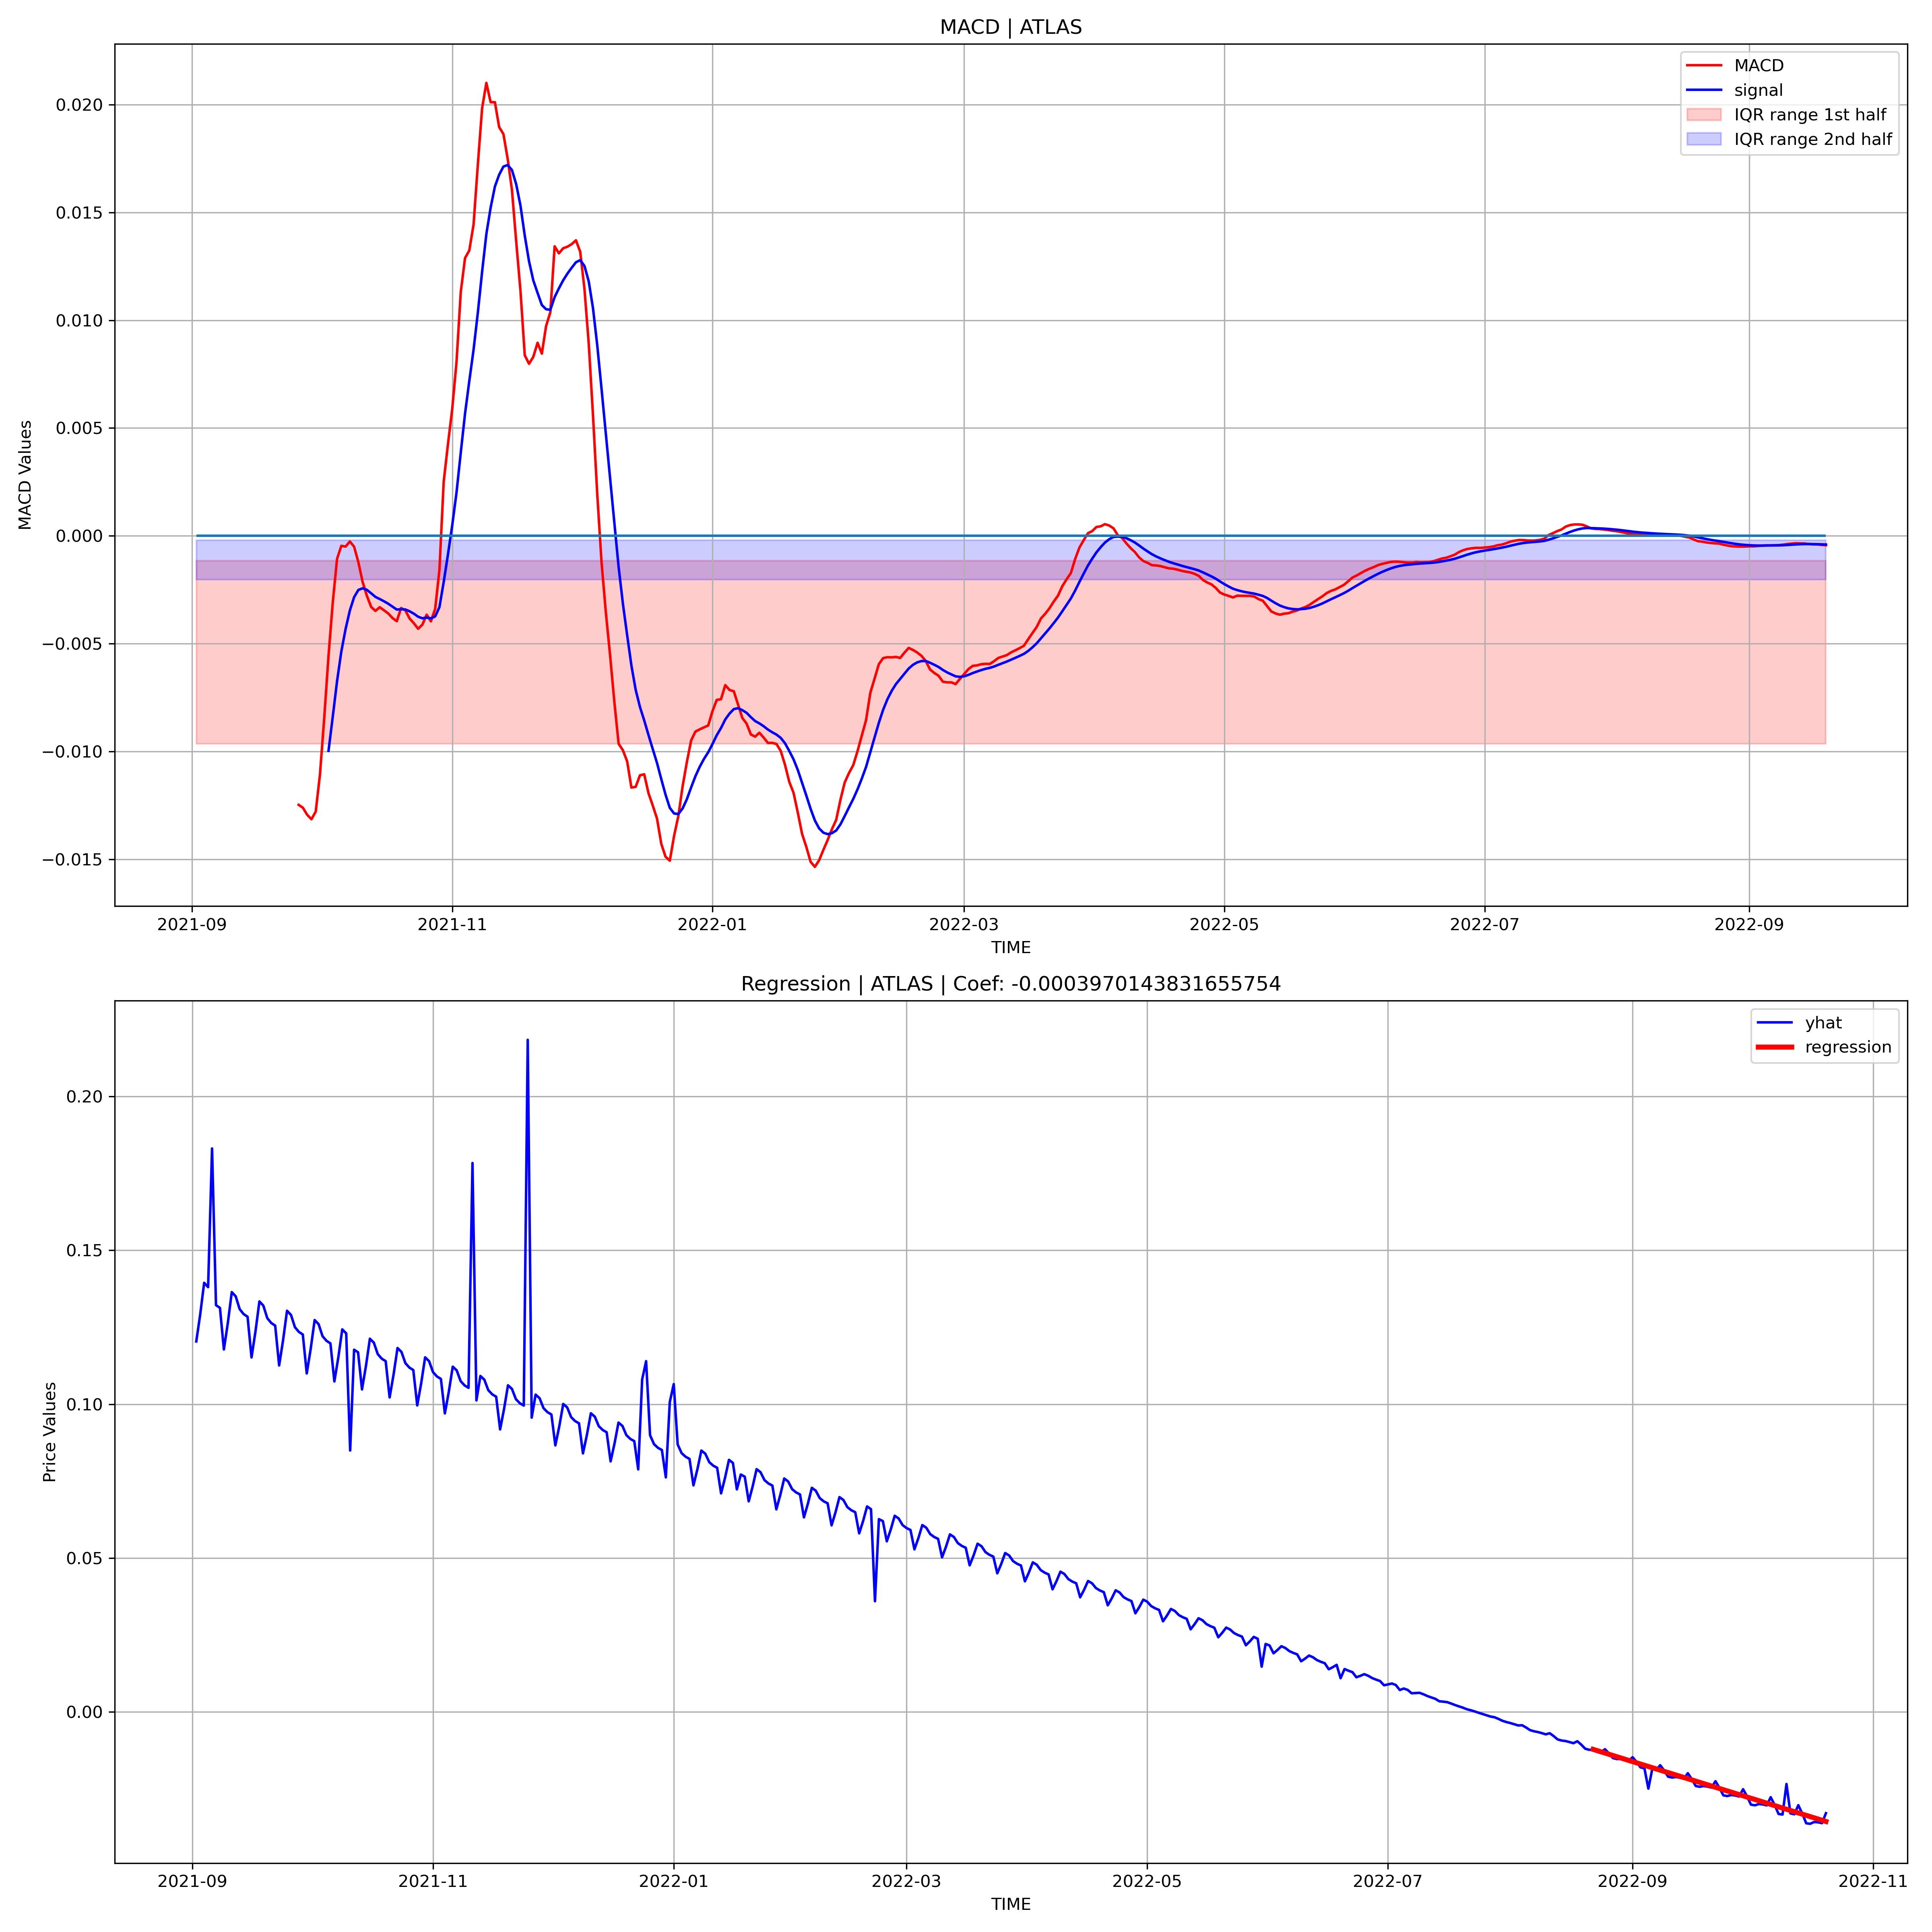 MACD | ATLAS
MACD
signal
IQR range 1st half
IQR range 2nd half
MACD Values
0.020
0.015
0.010
0.005
0.000
−0.005
−0.010
−0.015
2021-09
2021-11
2022-01
2022-03
2022-05
2022-07
2022-09
TIME
Regression | ATLAS | Coef: -0.0003970143831655754
yhat
regression
Price Values
0.20
0.15
0.10
0.05
0.00
2021-09
2021-11
2022-01
2022-03
2022-05
2022-07
2022-09
2022-11
TIME